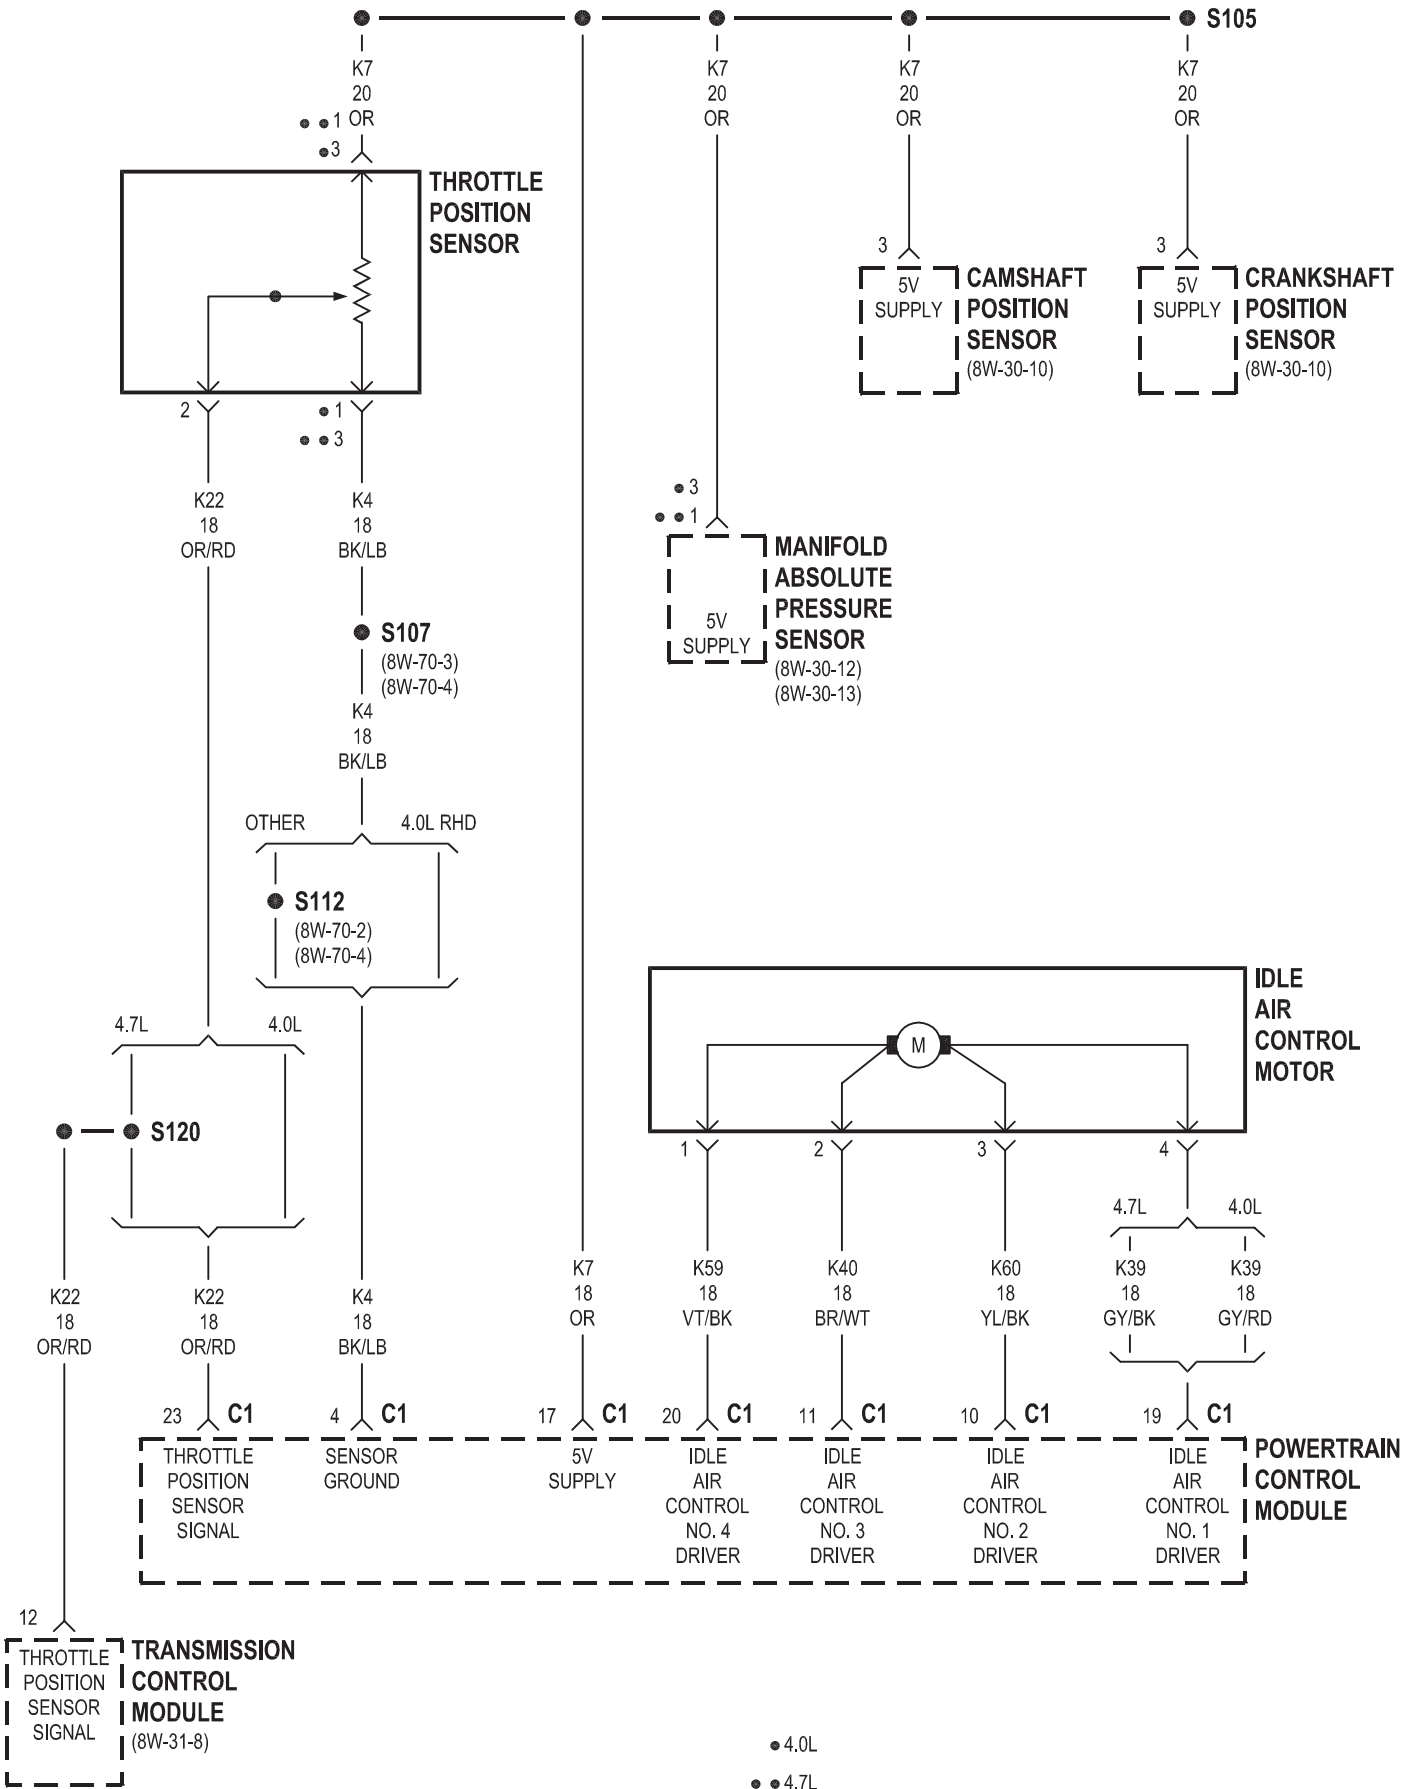 S105
K7
20
OR
K7
20
OR
K7
20
OR
K7
20
OR
● ● 1
● 3
THROTTLE
POSITION
SENSOR
2
● 1
● ● 3
3
5V
SUPPLY
CAMSHAFT
POSITION
SENSOR
(8W-30-10)
3
5V
SUPPLY
CRANKSHAFT
POSITION
SENSOR
(8W-30-10)
K22
18
OR/RD
K4
18
BK/LB
● 3
● ● 1
5V
SUPPLY
MANIFOLD
ABSOLUTE
PRESSURE
SENSOR
(8W-30-12)
(8W-30-13)
S107
(8W-70-3)
(8W-70-4)
K4
18
BK/LB
OTHER
4.0L RHD
S112
(8W-70-2)
(8W-70-4)
4.7L
4.0L
S120
IDLE
AIR
CONTROL
MOTOR
M
1
2
3
4
4.7L
4.0L
K22
18
OR/RD
K22
18
OR/RD
K4
18
BK/LB
K7
18
OR
K59
18
VT/BK
K40
18
BR/WT
K60
18
YL/BK
K39
18
GY/BK
K39
18
GY/RD
23
C1
4
C1
17
C1
20
C1
11
C1
10
C1
19
C1
THROTTLE
POSITION
SENSOR
SIGNAL
SENSOR
GROUND
5V
SUPPLY
IDLE
AIR
CONTROL
NO. 4
DRIVER
IDLE
AIR
CONTROL
NO. 3
DRIVER
IDLE
AIR
CONTROL
NO. 2
DRIVER
IDLE
AIR
CONTROL
NO. 1
DRIVER
POWERTRAIN
CONTROL
MODULE
12
THROTTLE
POSITION
SENSOR
SIGNAL
TRANSMISSION
CONTROL
MODULE
(8W-31-8)
● 4.0L
● ● 4.7L